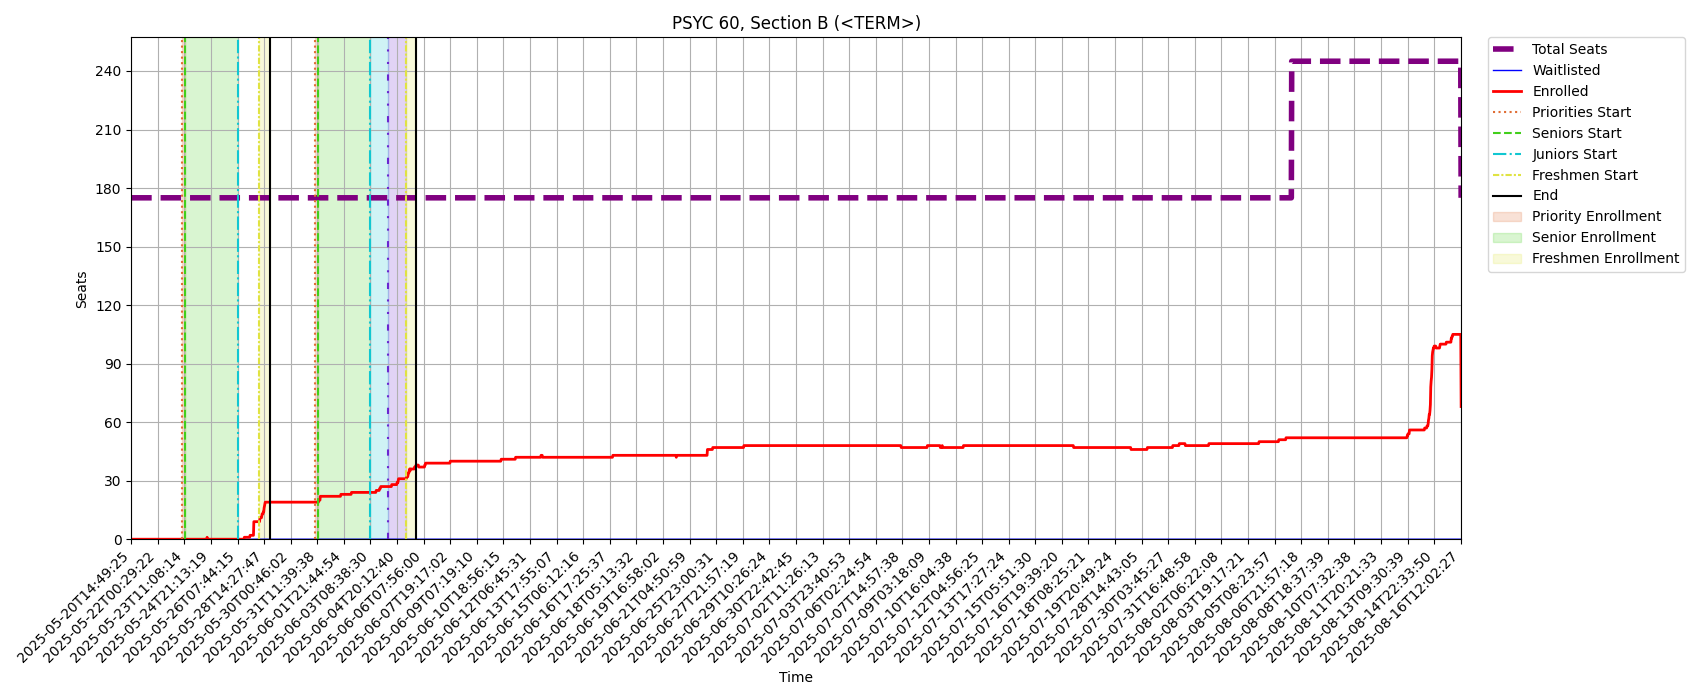 PSYC 60, Section B (<TERM>)
Total Seats
Waitlisted
Enrolled
Priorities Start
Seniors Start
Juniors Start
Freshmen Start
End
Priority Enrollment
Senior Enrollment
Freshmen Enrollment
Seats
240
210
180
150
120
90
60
30
0
2025-05-20T14:49:25
2025-05-22T00:29:22
2025-05-23T11:08:14
2025-05-24T21:13:19
2025-05-26T07:44:15
2025-05-28T14:27:47
2025-05-30T00:46:02
2025-05-31T11:39:38
2025-06-01T21:44:54
2025-06-03T08:38:30
2025-06-04T20:12:40
2025-06-06T07:56:00
2025-06-07T19:17:02
2025-06-09T07:19:10
2025-06-10T18:56:15
2025-06-12T06:45:31
2025-06-13T17:55:07
2025-06-15T06:12:16
2025-06-16T17:25:37
2025-06-18T05:13:32
2025-06-19T16:58:02
2025-06-21T04:50:59
2025-06-25T23:00:31
2025-06-27T21:57:19
2025-06-29T10:26:24
2025-06-30T22:42:45
2025-07-02T11:26:13
2025-07-03T23:40:53
2025-07-06T02:24:54
2025-07-07T14:57:38
2025-07-09T03:18:09
2025-07-10T16:04:38
2025-07-12T04:56:25
2025-07-13T17:27:24
2025-07-15T05:51:30
2025-07-16T19:39:20
2025-07-18T08:25:21
2025-07-19T20:49:24
2025-07-28T14:43:05
2025-07-30T03:45:27
2025-07-31T16:48:58
2025-08-02T06:22:08
2025-08-03T19:17:21
2025-08-05T08:23:57
2025-08-06T21:57:18
2025-08-08T18:37:39
2025-08-10T07:32:38
2025-08-11T20:21:33
2025-08-13T09:30:39
2025-08-14T22:33:50
2025-08-16T12:02:27
Time